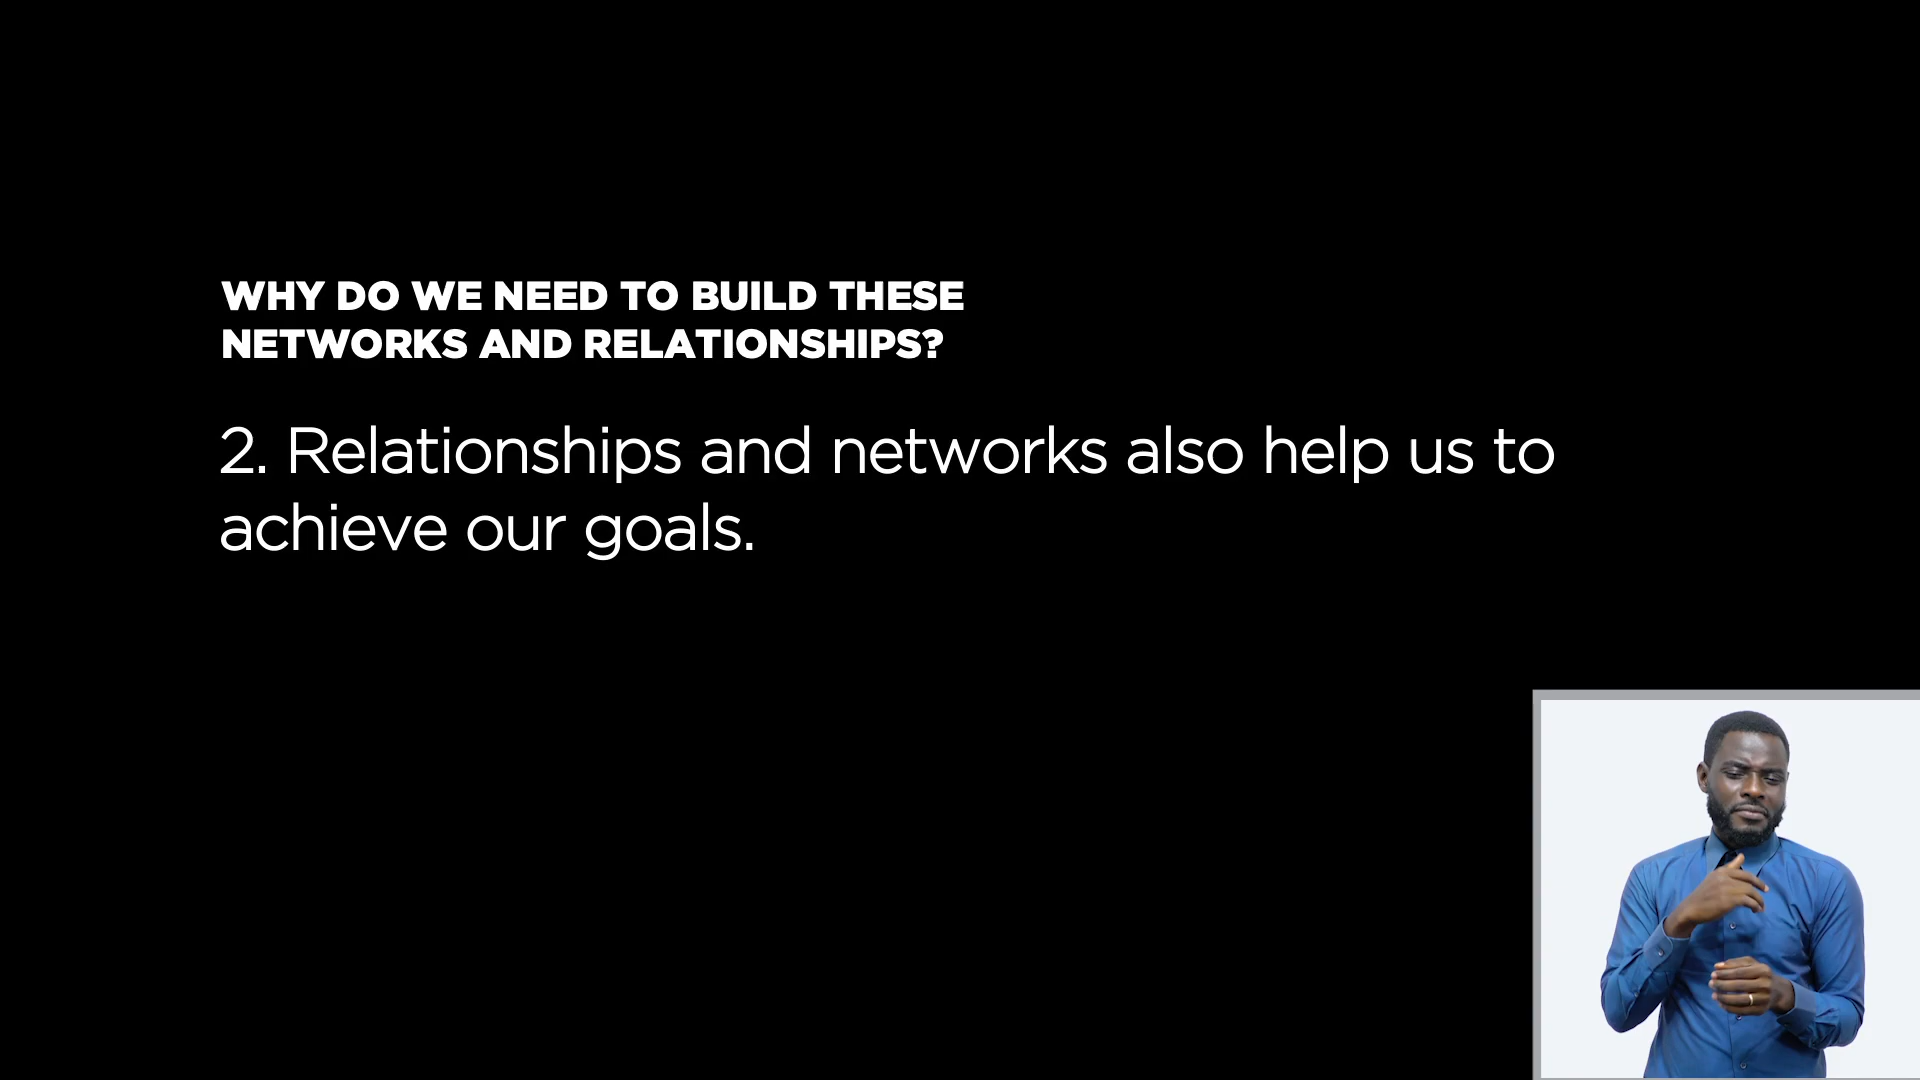 WHY DO WE NEED TO BUILD THESE
NETWORKS AND RELATIONSHIPS?
2. Relationships and networks also help us to
achieve our goals.